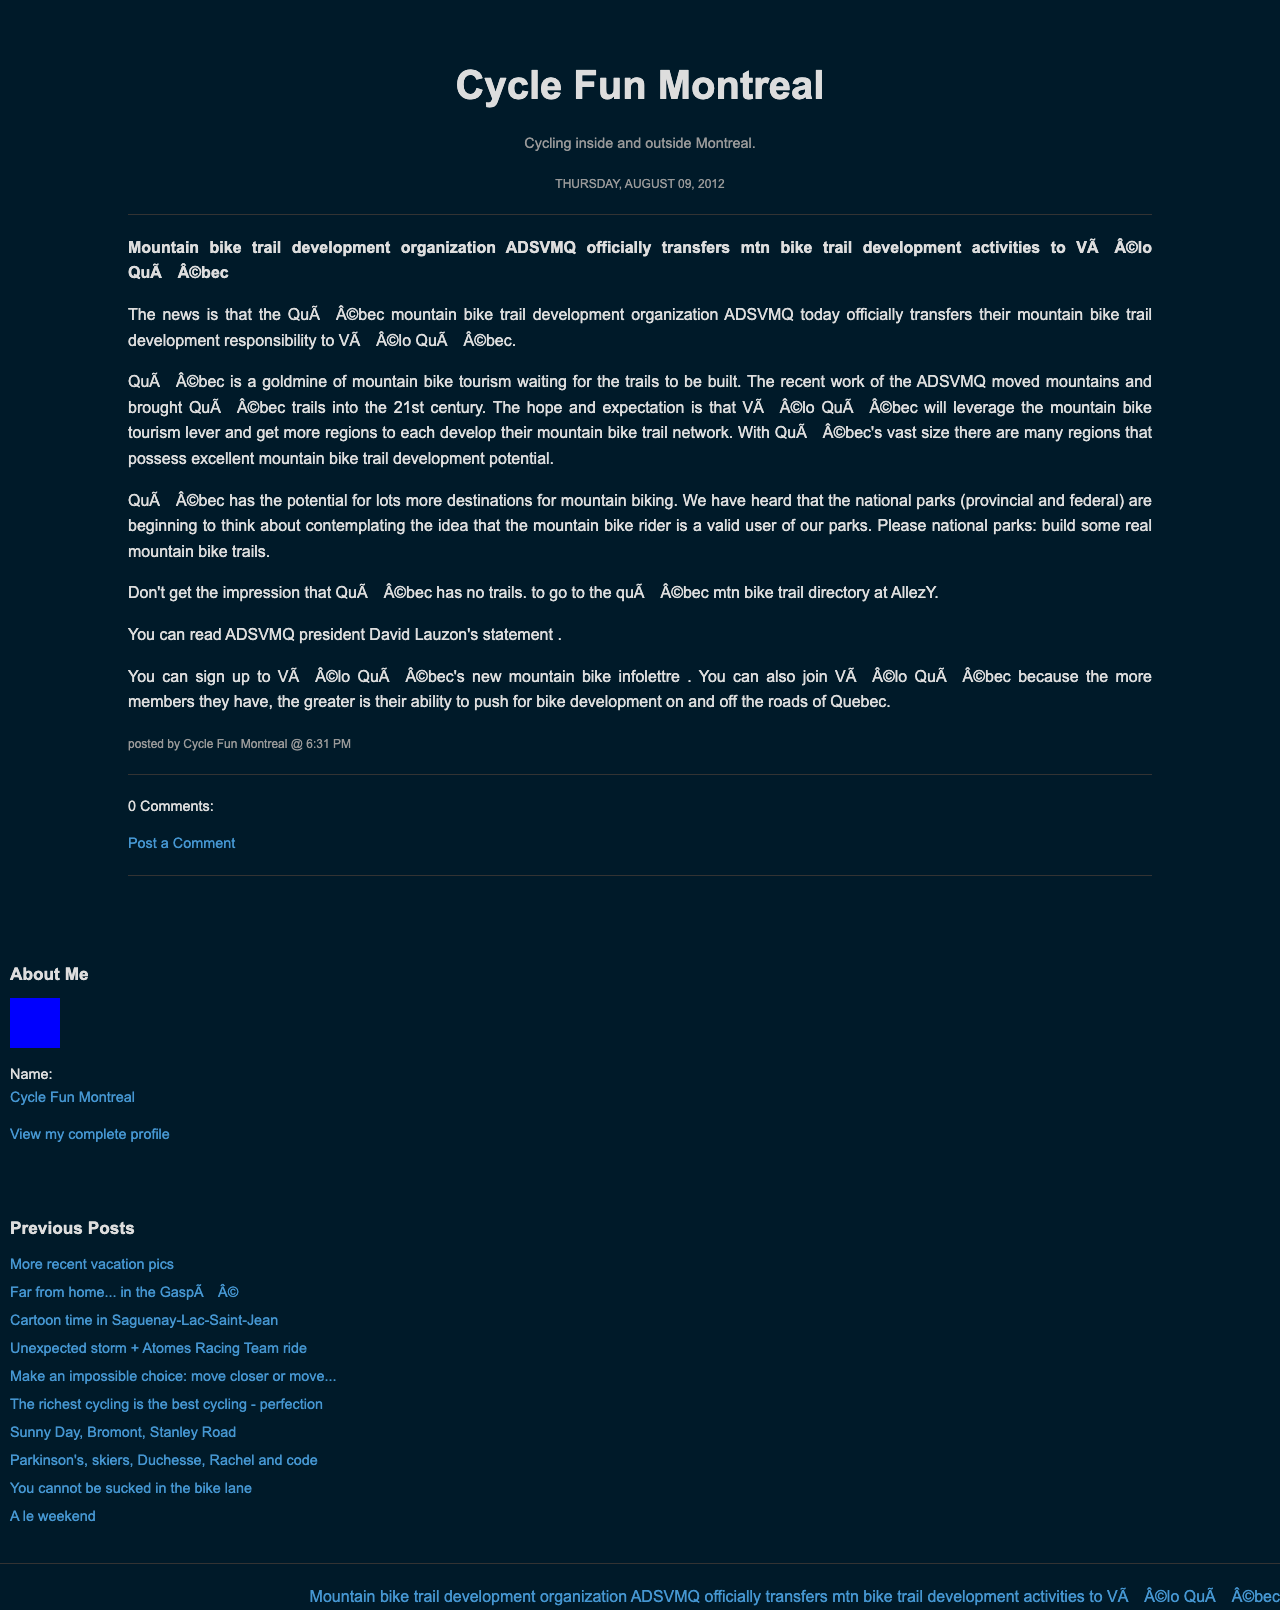 Cycle Fun Montreal
Cycling inside and outside Montreal.
THURSDAY, AUGUST 09, 2012
Mountain bike trail development organization ADSVMQ officially transfers mtn bike trail development activities to VÃ Â©lo
QuÃ Â©bec
The news is that the QuÃ Â©bec mountain bike trail development organization ADSVMQ today officially transfers their mountain bike trail
development responsibility to VÃ Â©lo QuÃ Â©bec.
QuÃ Â©bec is a goldmine of mountain bike tourism waiting for the trails to be built. The recent work of the ADSVMQ moved mountains and
brought QuÃ Â©bec trails into the 21st century. The hope and expectation is that VÃ Â©lo QuÃ Â©bec will leverage the mountain bike
tourism lever and get more regions to each develop their mountain bike trail network. With QuÃ Â©bec's vast size there are many regions that
possess excellent mountain bike trail development potential.
QuÃ Â©bec has the potential for lots more destinations for mountain biking. We have heard that the national parks (provincial and federal) are
beginning to think about contemplating the idea that the mountain bike rider is a valid user of our parks. Please national parks: build some real
mountain bike trails.
Don't get the impression that QuÃ Â©bec has no trails. to go to the quÃ Â©bec mtn bike trail directory at AllezY.
You can read ADSVMQ president David Lauzon's statement .
You can sign up to VÃ Â©lo QuÃ Â©bec's new mountain bike infolettre . You can also join VÃ Â©lo QuÃ Â©bec because the more
members they have, the greater is their ability to push for bike development on and off the roads of Quebec.
posted by Cycle Fun Montreal @ 6:31 PM
0 Comments:
Post a Comment
About Me
Name:
Cycle Fun Montreal
View my complete profile
Previous Posts
More recent vacation pics
Far from home... in the GaspÃ Â©
Cartoon time in Saguenay-Lac-Saint-Jean
Unexpected storm + Atomes Racing Team ride
Make an impossible choice: move closer or move...
The richest cycling is the best cycling - perfection
Sunny Day, Bromont, Stanley Road
Parkinson's, skiers, Duchesse, Rachel and code
You cannot be sucked in the bike lane
A le weekend
Mountain bike trail development organization ADSVMQ officially transfers mtn bike trail development activities to VÃ Â©lo QuÃ Â©bec